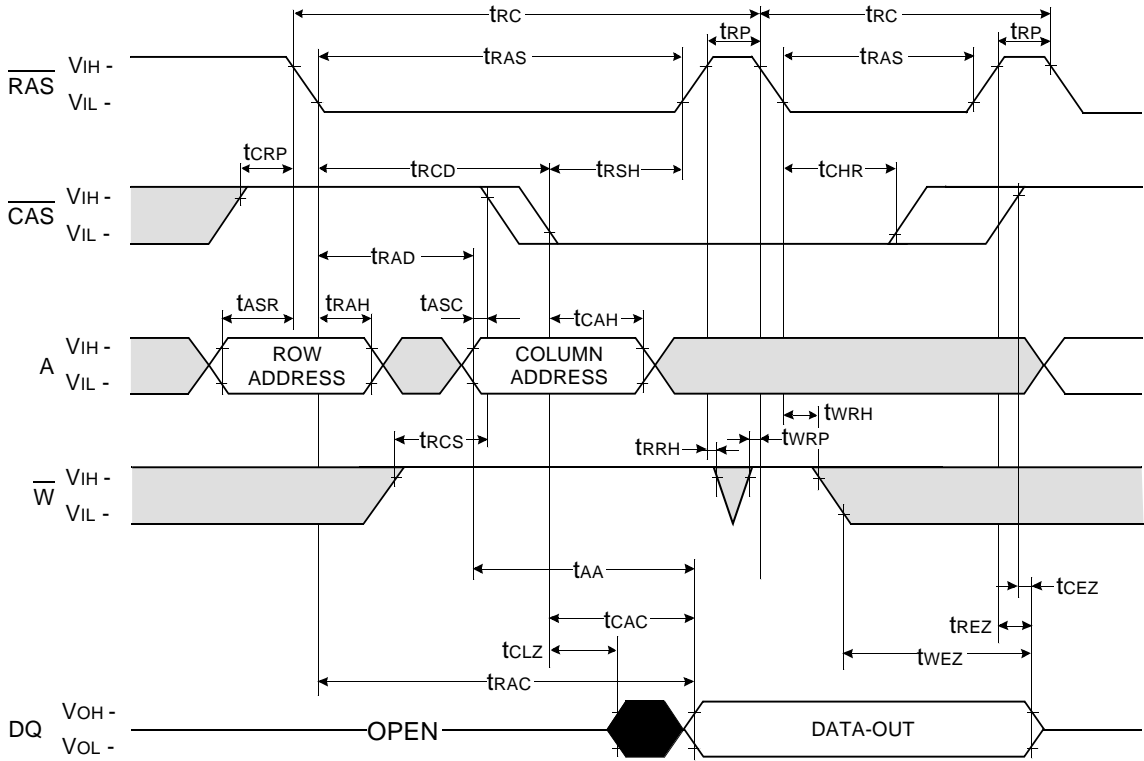 tRC tRC
tRP tRP
tRAS tRAS
RAS VIH -
VIL -
tCRP tRCD tRSH tCHR
CAS VIH -
VIL -
tRAD
tASR tRAH tASC tCAH
A VIH -
VIL -
ROW
ADDRESS
COLUMN
ADDRESS
tWRH
tRCS tRRH tWRP
W VIH -
VIL -
tAA tCEZ
tCAC tREZ
tCLZ tWEZ
tRAC
DQ VOH -
VOL -
OPEN DATA-OUT